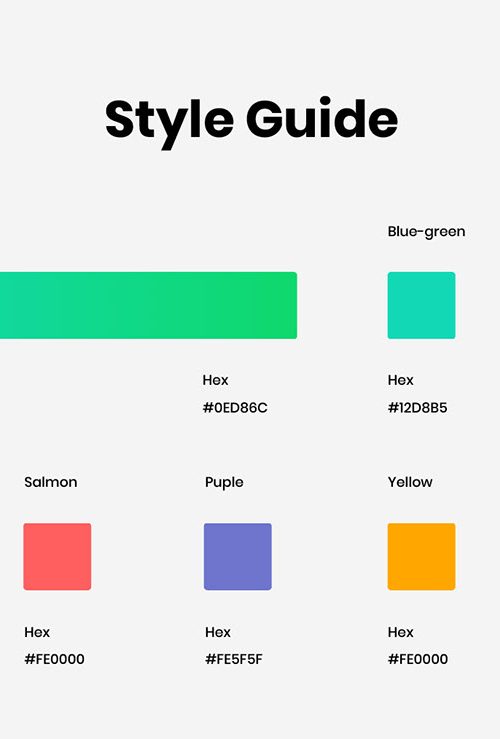 Style Guide
Blue-green
Hex Hex
#0ED86C #12D8B5
Salmon Puple Yellow
Hex Hex Hex
#FE0000 #FE5F5F #FE0000